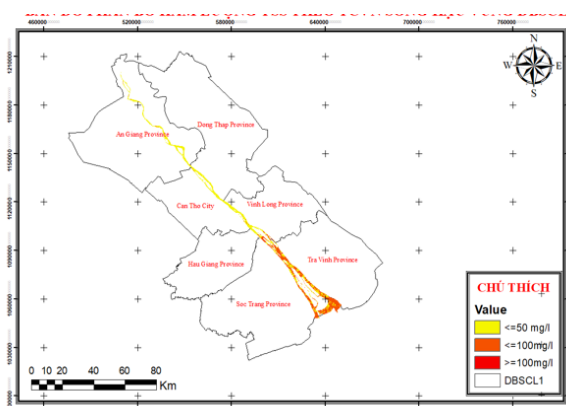 460000 520000 580000 640000 700000 760000
N
W E
S
1210000
1180000
1150000
1120000
1090000
1060000
1030000
Dong Thap Province
An Giang Province
Can Tho City
Vinh Long Province
Hau Giang Province
Tra Vinh Province
Soc Trang Province
CHÚ THÍCH
Value
<=50 mg/l
<=100mg/l
>=100mg/l
DBSCL1
0 10 20 40 60 80
Km